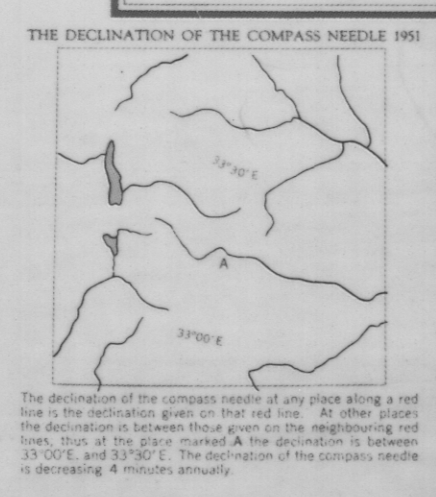 THE DECLINATION OF THE COMPASS NEEDLE 1951
33°30'E
A
33°00'E
The declination of the compass needle at any place along a red
line is the declination given on that red line. At other places
the declination is between those given on the neighbouring red
lines, thus at the place marked A the declination is between
33°00'E. and 33°30'E. The declination of the compass needle
is decreasing 4 minutes annually.